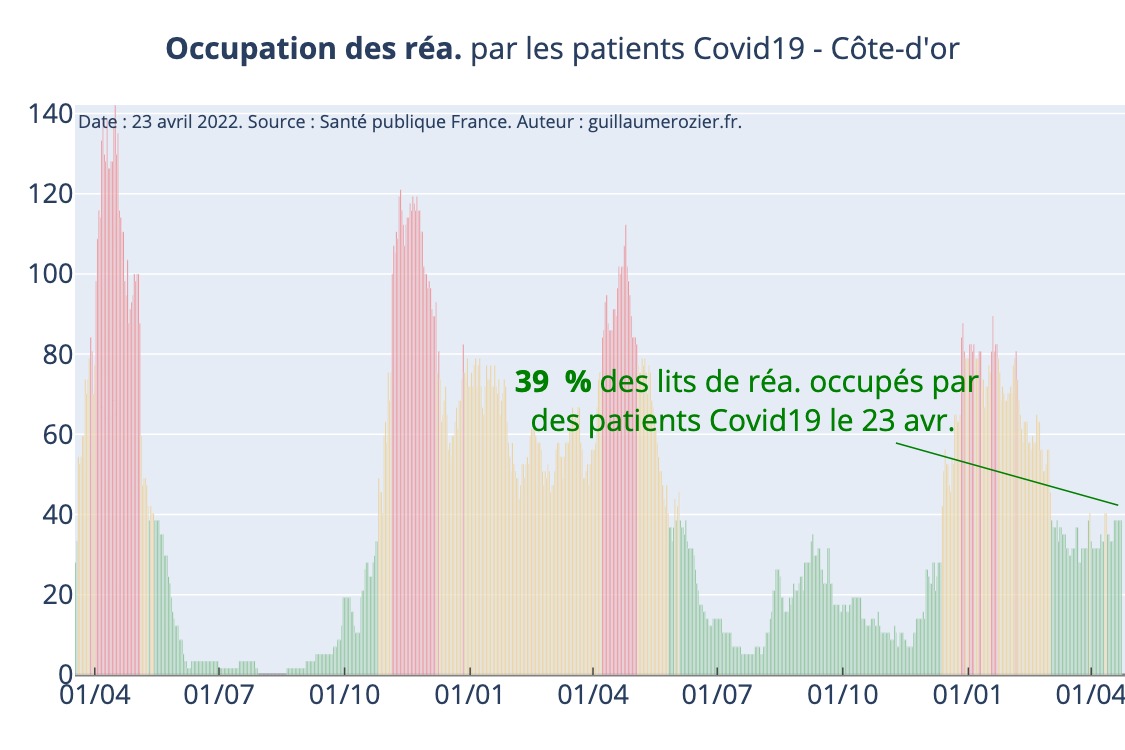 Occupation des réa. par les patients Covid19 - Côte-d'or
140
Date : 23 avril 2022. Source : Santé publique France. Auteur : guillaumerozier.fr.
120
100
80
39 % des lits de réa. occupés par
des patients Covid19 le 23 avr.
60
40
20
0
01/04 01/07 01/10 01/01 01/04 01/07 01/10 01/01 01/04